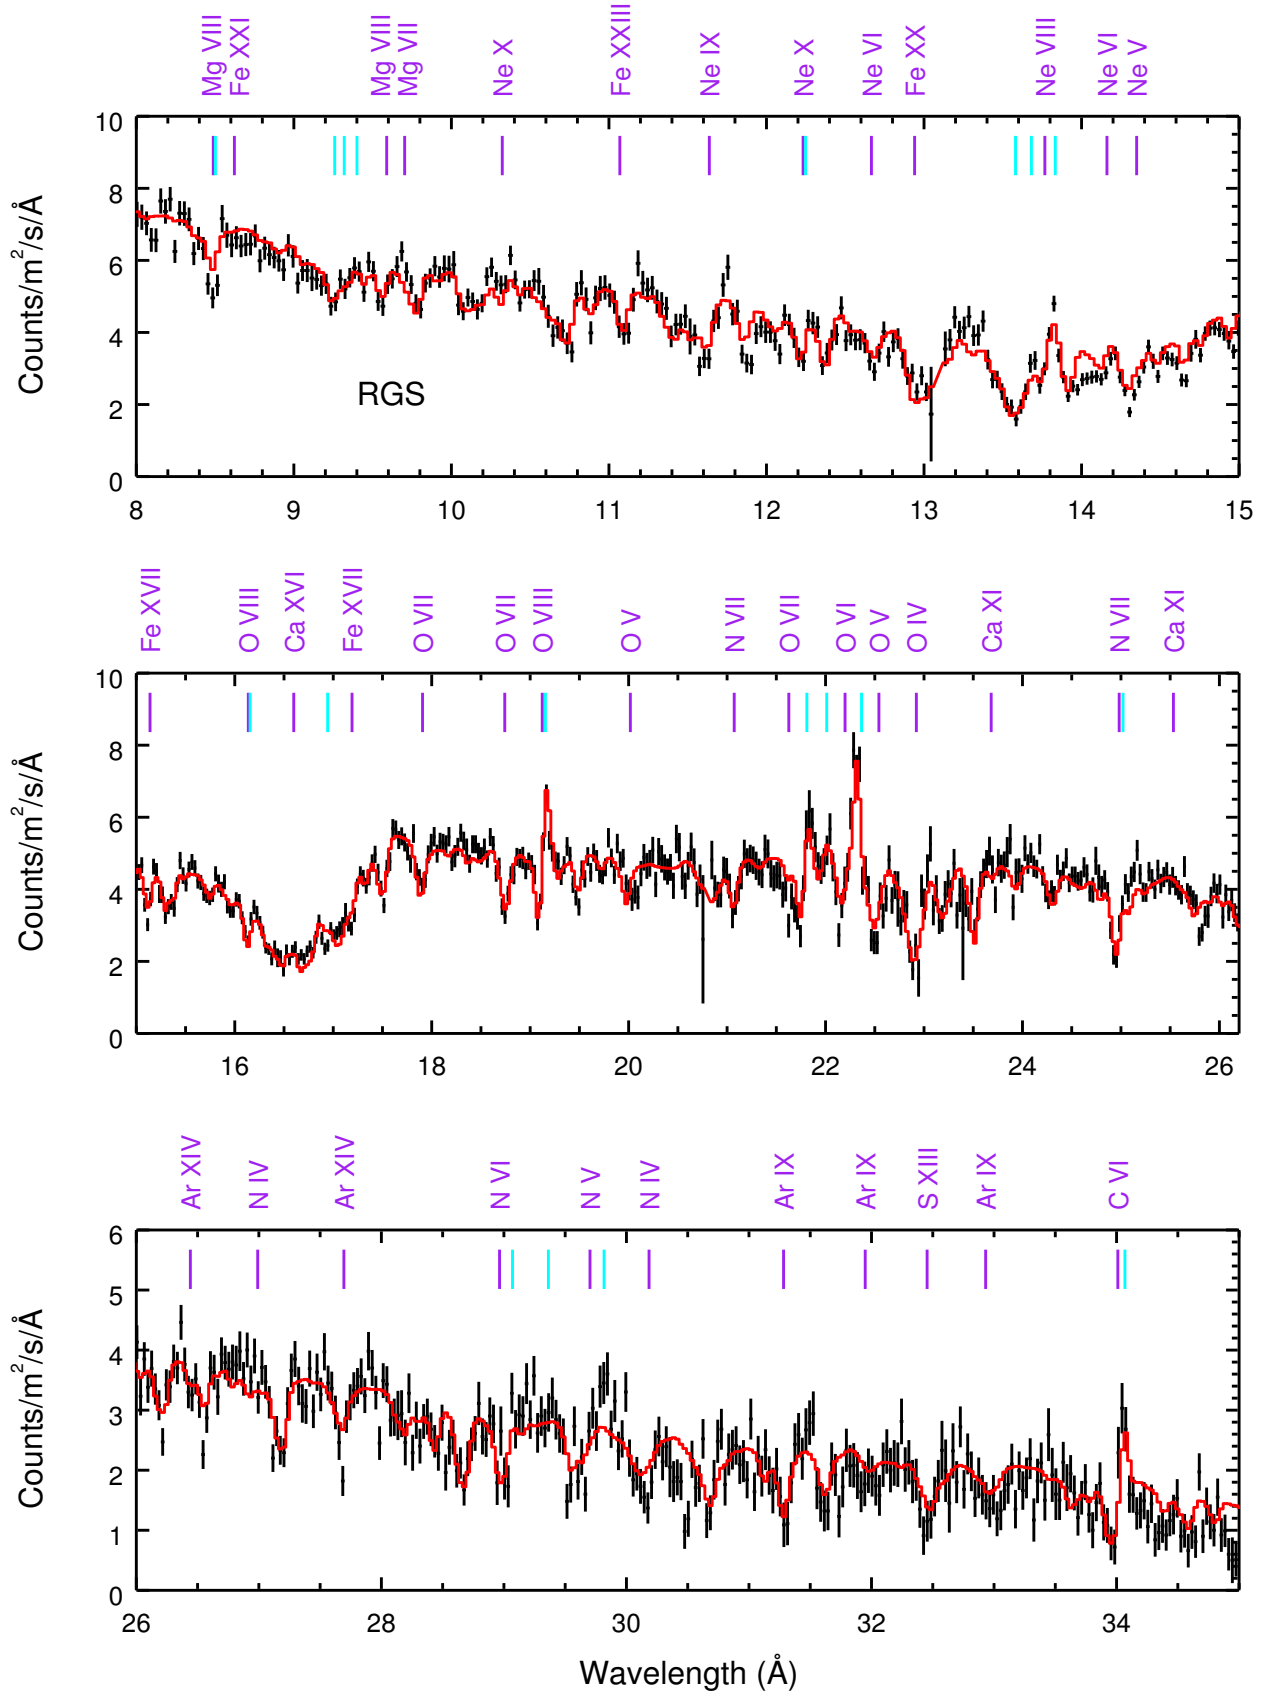 Mg VIII Fe XXI Mg VIII Mg VII Ne X Fe XXIII Ne IX Ne X Ne VI Fe XX Ne VIII Ne VI Ne V
10
8
6
4
2
0
Counts/m²/s/Å
RGS
8 9 10 11 12 13 14 15
Fe XVII O VIII Ca XVI Fe XVII O VII O VII O VIII O V N VII O VII O VI O V O IV Ca XI N VII Ca XI
10
8
6
4
2
0
Counts/m²/s/Å
16 18 20 22 24 26
Ar XIV N IV Ar XIV N VI N V N IV Ar IX Ar IX S XIII Ar IX C VI
6
5
4
3
2
1
0
Counts/m²/s/Å
26 28 30 32 34
Wavelength (Å)